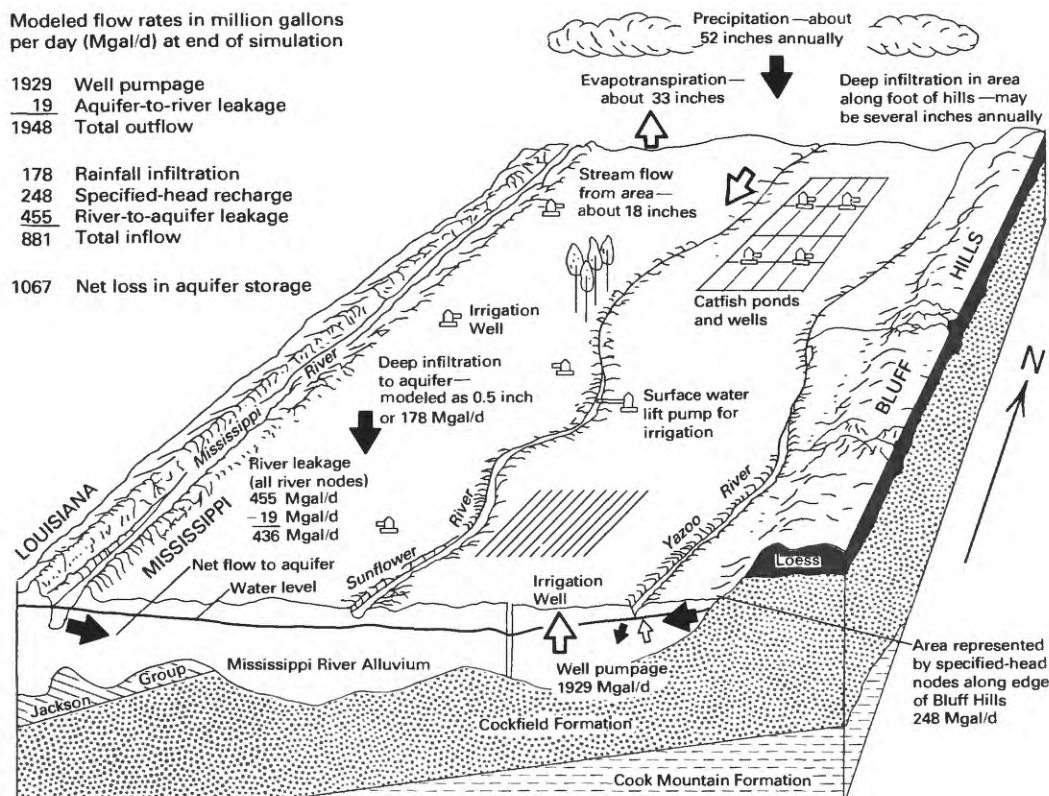 Modeled flow rates in million gallons
per day (Mgal/d) at end of simulation
1929 Well pumpage
19 Aquifer-to-river leakage
1948 Total outflow
178 Rainfall infiltration
248 Specified-head recharge
455 River-to-aquifer leakage
881 Total inflow
1067 Net loss in aquifer storage
Precipitation—about
52 inches annually
Evapotranspiration—
about 33 inches
Deep infiltration in area
along foot of hills—may
be several inches annually
Stream flow
from area—
about 18 inches
Catfish ponds
and wells
Irrigation
Well
Deep infiltration
to aquifer—
modeled as 0.5 inch
or 178 Mgal/d
Surface water
lift pump for
irrigation
River leakage
(all river nodes)
455 Mgal/d
–19 Mgal/d
436 Mgal/d
Mississippi River
LOUISIANA
MISSISSIPPI
Sunflower River
Yazoo River
BLUFF HILLS
N
Loess
Net flow to aquifer
Water level
Irrigation
Well
Mississippi River Alluvium
Well pumpage
1929 Mgal/d
Jackson Group
Cockfield Formation
Cook Mountain Formation
Area represented
by specified-head
nodes along edge
of Bluff Hills
248 Mgal/d